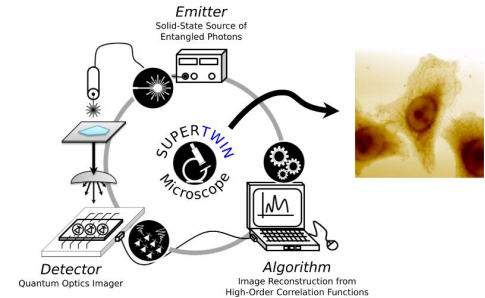 Emitter
Solid-State Source of
Entangled Photons
SUPERTWIN
Microscope
Detector
Quantum Optics Imager
Algorithm
Image Reconstruction from
High-Order Correlation Functions